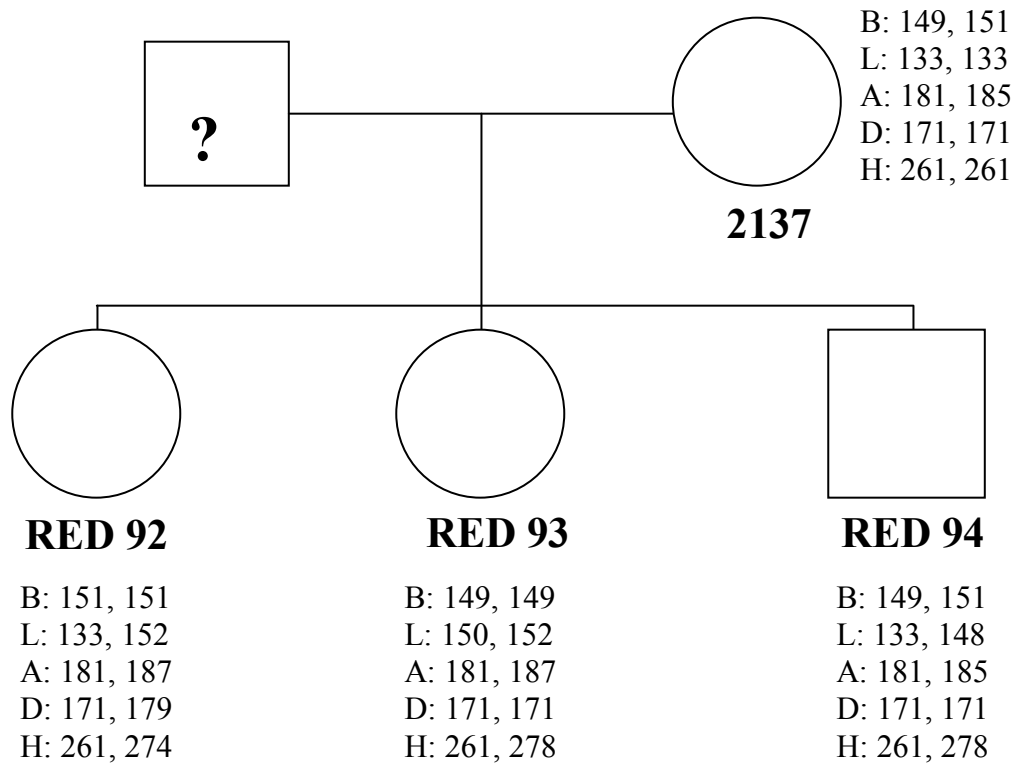 B: 149, 151
L: 133, 133
A: 181, 185
D: 171, 171
H: 261, 261
?
2137
RED 92
B: 151, 151
L: 133, 152
A: 181, 187
D: 171, 179
H: 261, 274
RED 93
B: 149, 149
L: 150, 152
A: 181, 187
D: 171, 171
H: 261, 278
RED 94
B: 149, 151
L: 133, 148
A: 181, 185
D: 171, 171
H: 261, 278